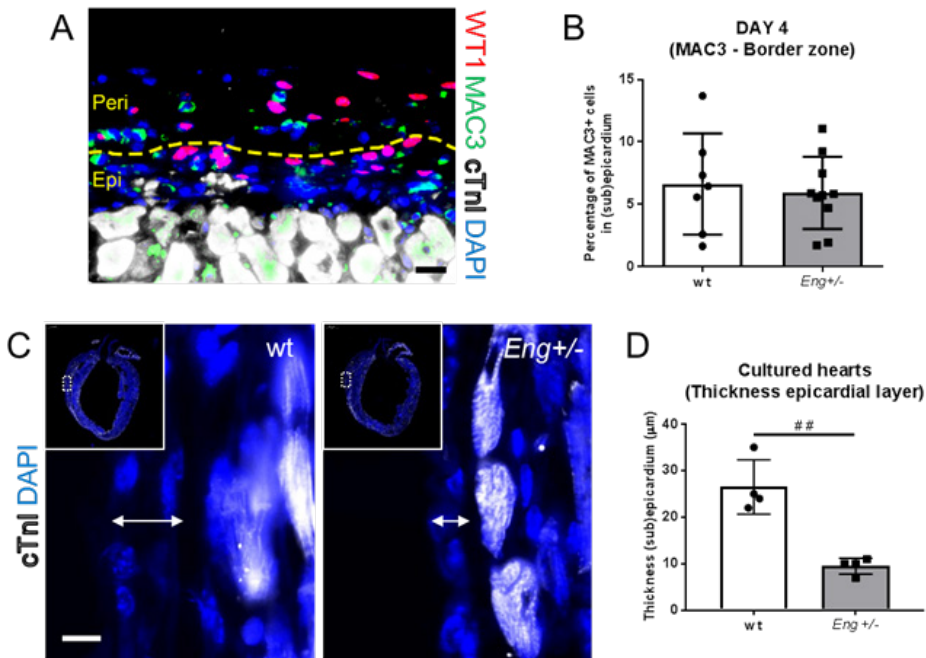 A
Peri
Epi
WT1 MAC3 cTnI DAPI
B
DAY 4
(MAC3 - Border zone)
Percentage of MAC3+ cells
in (sub)epicardium
15
10
5
0
wt
Eng+/-
C
cTnI DAPI
wt
Eng+/-
D
Cultured hearts
(Thickness epicardial layer)
Thickness (sub)epicardium (µm)
40
30
20
10
0
##
wt
Eng +/-